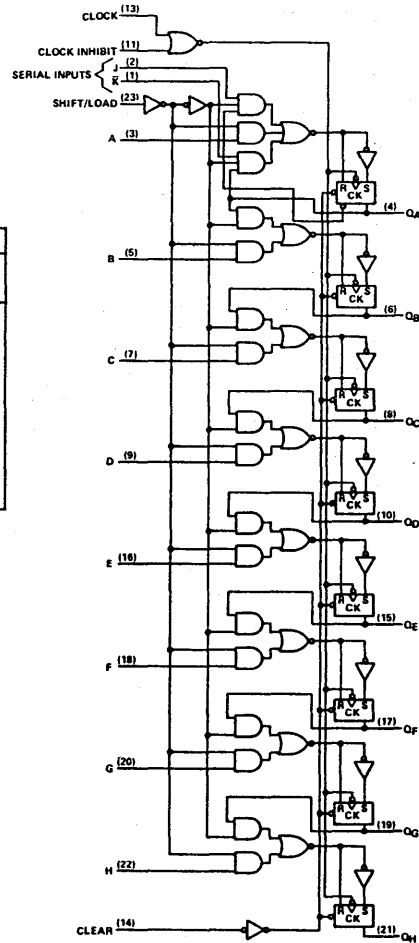 (13)
CLOCK
(11)
CLOCK INHIBIT
(2)
SERIAL INPUTS { J
K̅ (1)
SHIFT/LOAD (23)
A (3)
R S
CK
(4)
QA
B (5)
R S
CK
(6)
QB
C (7)
R S
CK
(8)
QC
D (9)
R S
CK
(10)
QD
E (16)
R S
CK
(15)
QE
F (18)
R S
CK
(17)
QF
G (20)
R S
CK
(19)
QG
H (22)
R S
CK
CLEAR (14)
(21)
QH